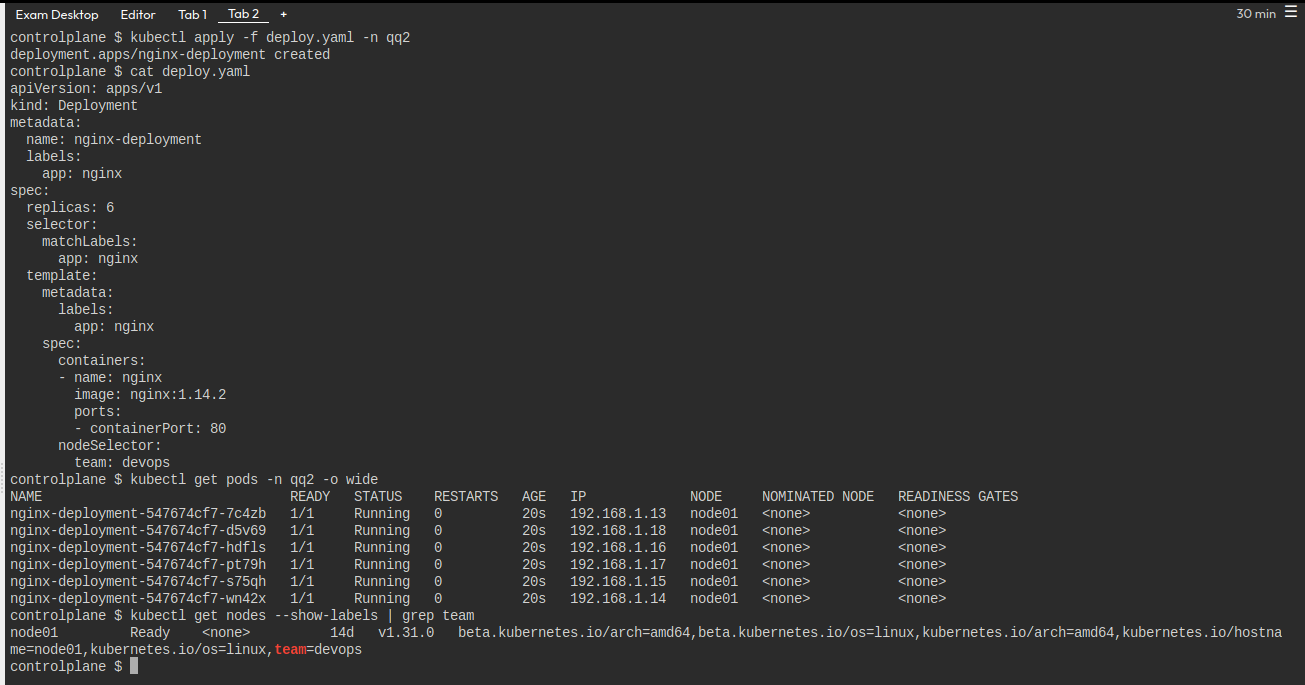 Exam Desktop Editor Tab 1 Tab 2 + 30 min ☰
controlplane $ kubectl apply -f deploy.yaml -n qq2
deployment.apps/nginx-deployment created
controlplane $ cat deploy.yaml
apiVersion: apps/v1
kind: Deployment
metadata:
  name: nginx-deployment
  labels:
    app: nginx
spec:
  replicas: 6
  selector:
    matchLabels:
      app: nginx
  template:
    metadata:
      labels:
        app: nginx
    spec:
      containers:
      - name: nginx
        image: nginx:1.14.2
        ports:
        - containerPort: 80
      nodeSelector:
        team: devops
controlplane $ kubectl get pods -n qq2 -o wide
NAME                               READY   STATUS    RESTARTS   AGE   IP             NODE     NOMINATED NODE   READINESS GATES
nginx-deployment-547674cf7-7c4zb   1/1     Running   0          20s   192.168.1.13   node01   <none>           <none>
nginx-deployment-547674cf7-d5v69   1/1     Running   0          20s   192.168.1.18   node01   <none>           <none>
nginx-deployment-547674cf7-hdfls   1/1     Running   0          20s   192.168.1.16   node01   <none>           <none>
nginx-deployment-547674cf7-pt79h   1/1     Running   0          20s   192.168.1.17   node01   <none>           <none>
nginx-deployment-547674cf7-s75qh   1/1     Running   0          20s   192.168.1.15   node01   <none>           <none>
nginx-deployment-547674cf7-wn42x   1/1     Running   0          20s   192.168.1.14   node01   <none>           <none>
controlplane $ kubectl get nodes --show-labels | grep team
node01         Ready    <none>          14d   v1.31.0   beta.kubernetes.io/arch=amd64,beta.kubernetes.io/os=linux,kubernetes.io/arch=amd64,kubernetes.io/hostna
me=node01,kubernetes.io/os=linux,team=devops
controlplane $